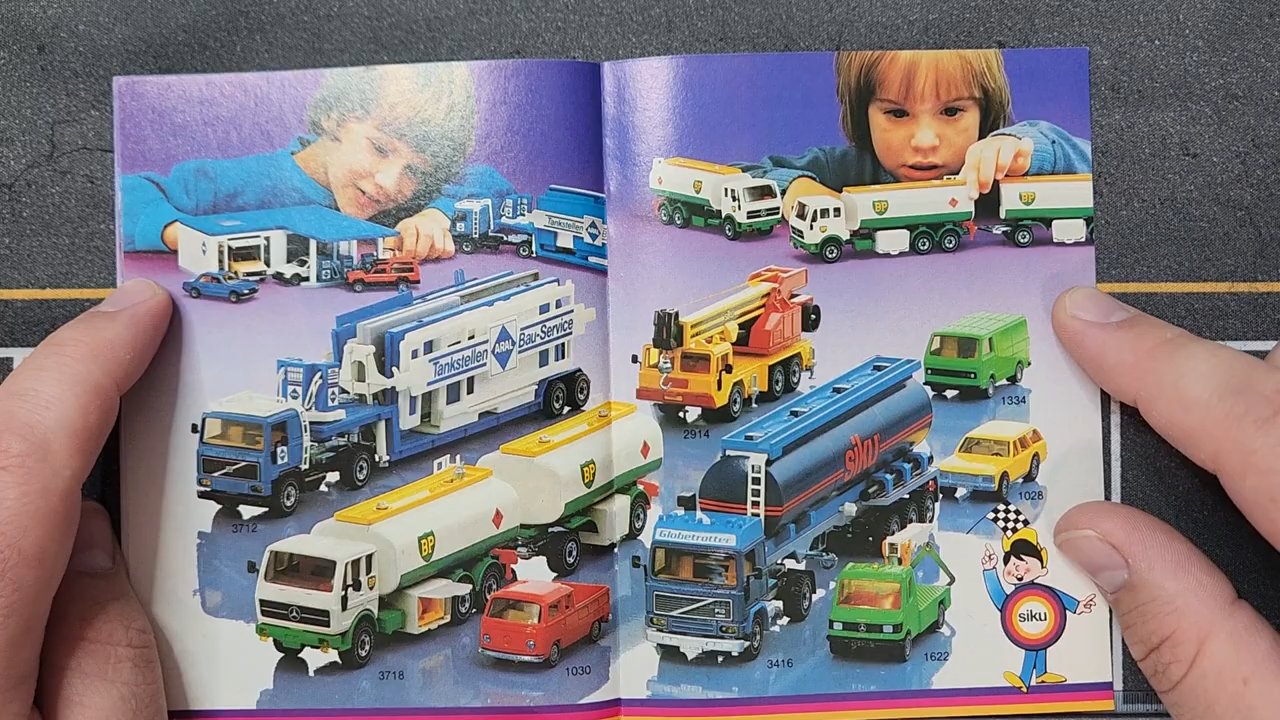 Tankstellen
ARAL
BP
BP
Tankstellen
ARAL
Bau-Service
3712
BP
BP
3718
1030
2914
1334
1028
siku
Globetrotter
3416
1622
siku